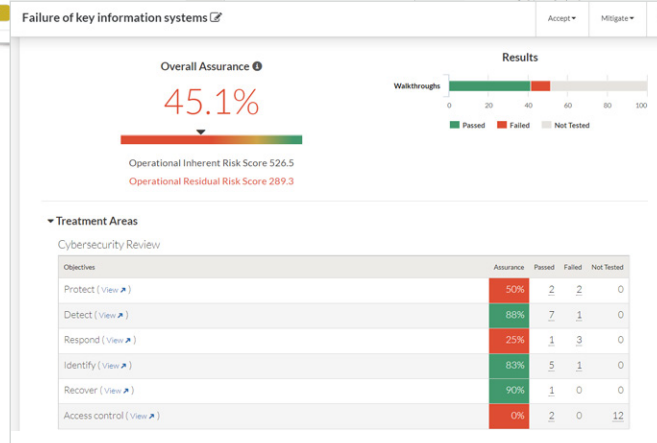 Failure of key information systems
Accept
Mitigate
Overall Assurance
45.1%
Operational Inherent Risk Score 526.5
Operational Residual Risk Score 289.3
Results
Walkthroughs
0 20 40 60 80 100
Passed Failed Not Tested
Treatment Areas
Cybersecurity Review
Objectives Assurance Passed Failed Not Tested
Protect ( View ) 50% 2 2 0
Detect ( View ) 88% 7 1 0
Respond ( View ) 25% 1 3 0
Identify ( View ) 83% 5 1 0
Recover ( View ) 90% 1 0 0
Access control ( View ) 0% 2 0 12